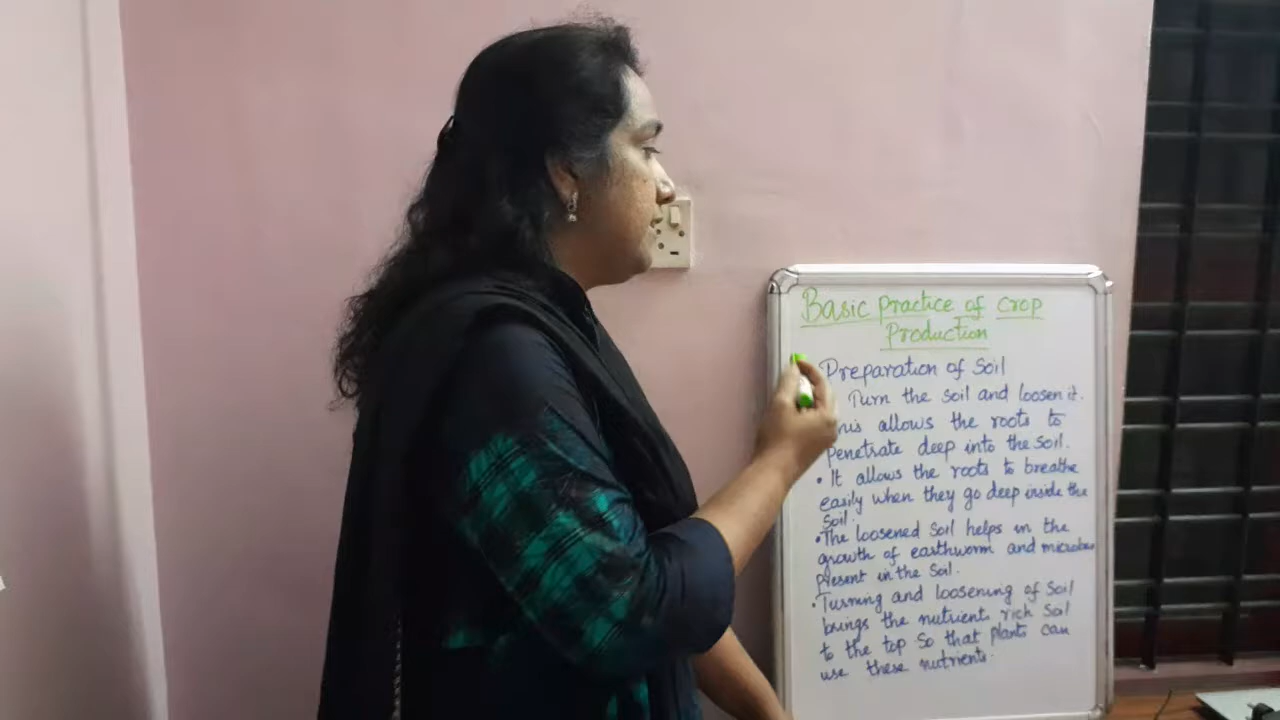 Basic practice of crop
Production
Preparation of Soil
Turn the soil and loosen it.
This allows the roots to
penetrate deep into the soil.
• It allows the roots to breathe
easily when they go deep inside the
soil.
• The loosened soil helps in the
growth of earthworm and microbes
present in the soil.
• Turning and loosening of soil
brings the nutrient rich soil
to the top so that plants can
use these nutrients.